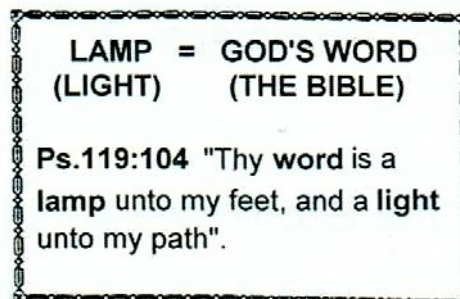 LAMP = GOD'S WORD
(LIGHT) (THE BIBLE)
Ps.119:104 "Thy word is a
lamp unto my feet, and a light
unto my path".